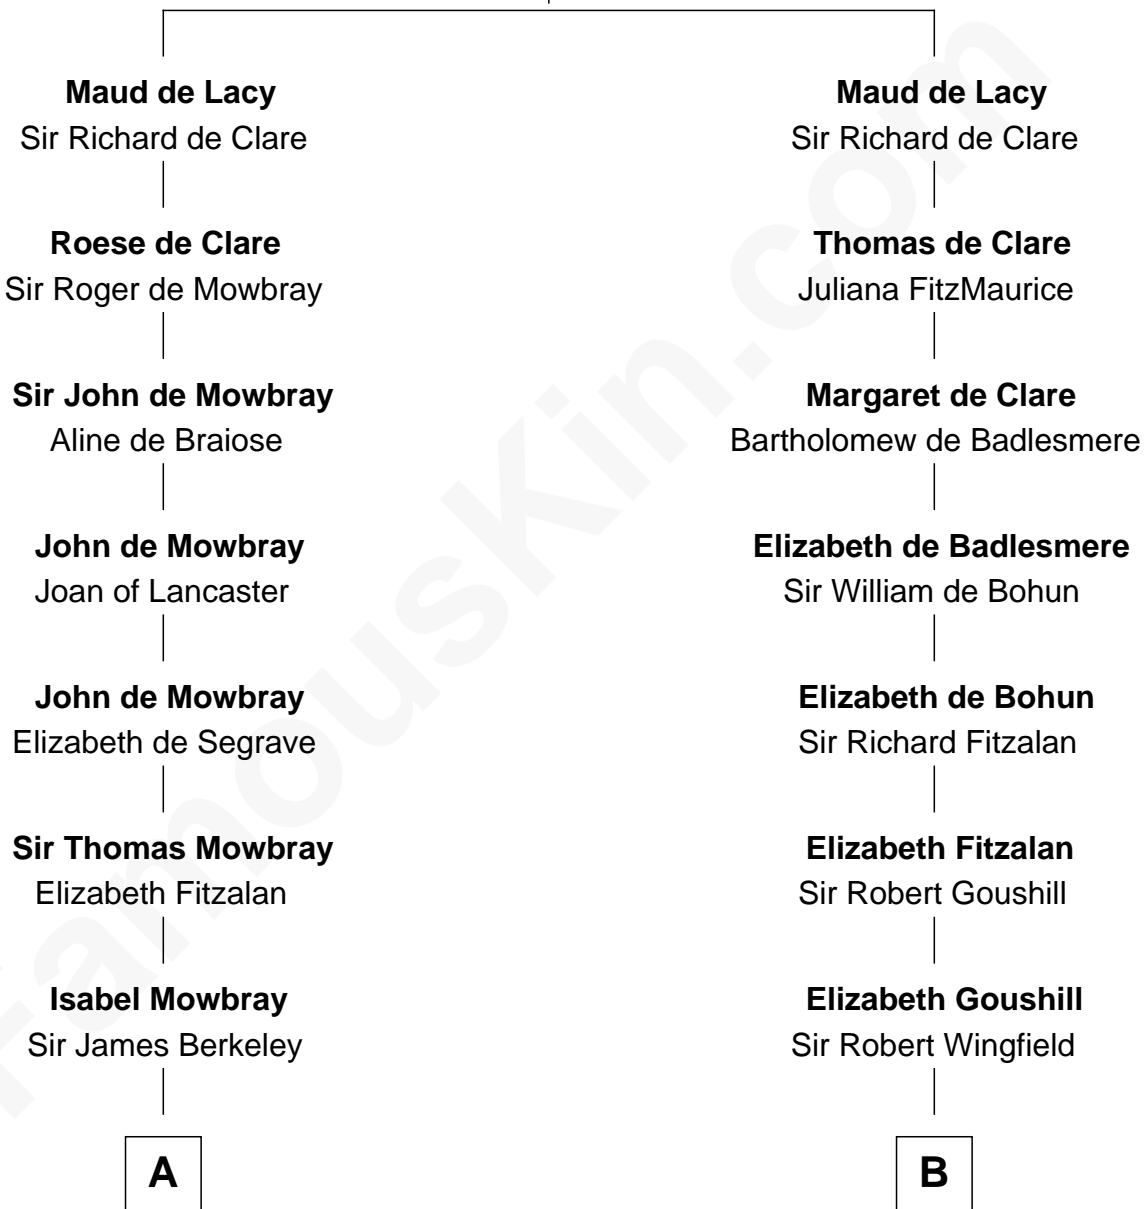 Maud de Lacy
Sir Richard de Clare
Roese de Clare
Sir Roger de Mowbray
Sir John de Mowbray
Aline de Braiose
John de Mowbray
Joan of Lancaster
John de Mowbray
Elizabeth de Segrave
Sir Thomas Mowbray
Elizabeth Fitzalan
Isabel Mowbray
Sir James Berkeley
A
Maud de Lacy
Sir Richard de Clare
Thomas de Clare
Juliana FitzMaurice
Margaret de Clare
Bartholomew de Badlesmere
Elizabeth de Badlesmere
Sir William de Bohun
Elizabeth de Bohun
Sir Richard Fitzalan
Elizabeth Fitzalan
Sir Robert Goushill
Elizabeth Goushill
Sir Robert Wingfield
B
FamousKin.com